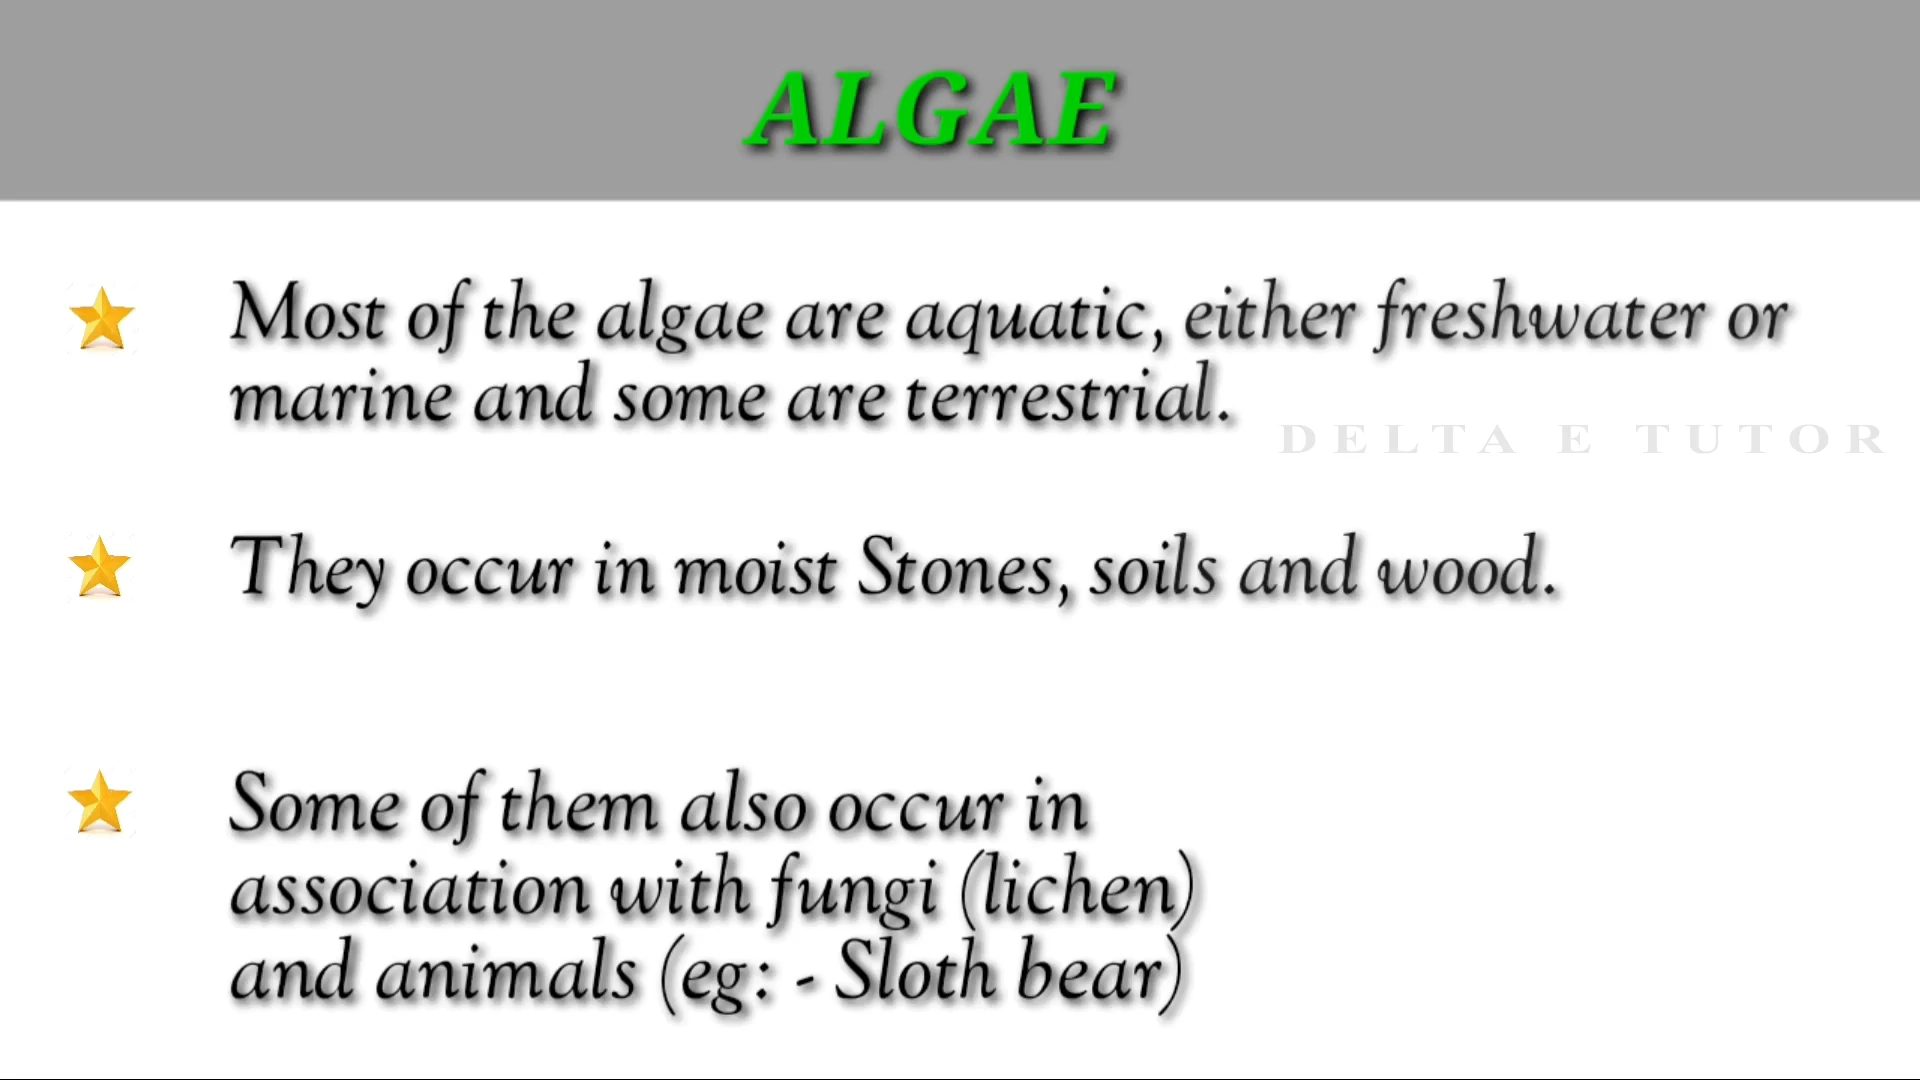 ALGAE
Most of the algae are aquatic, either freshwater or
marine and some are terrestrial.
DELTA E TUTOR
They occur in moist Stones, soils and wood.
Some of them also occur in
association with fungi (lichen)
and animals (eg: - Sloth bear)